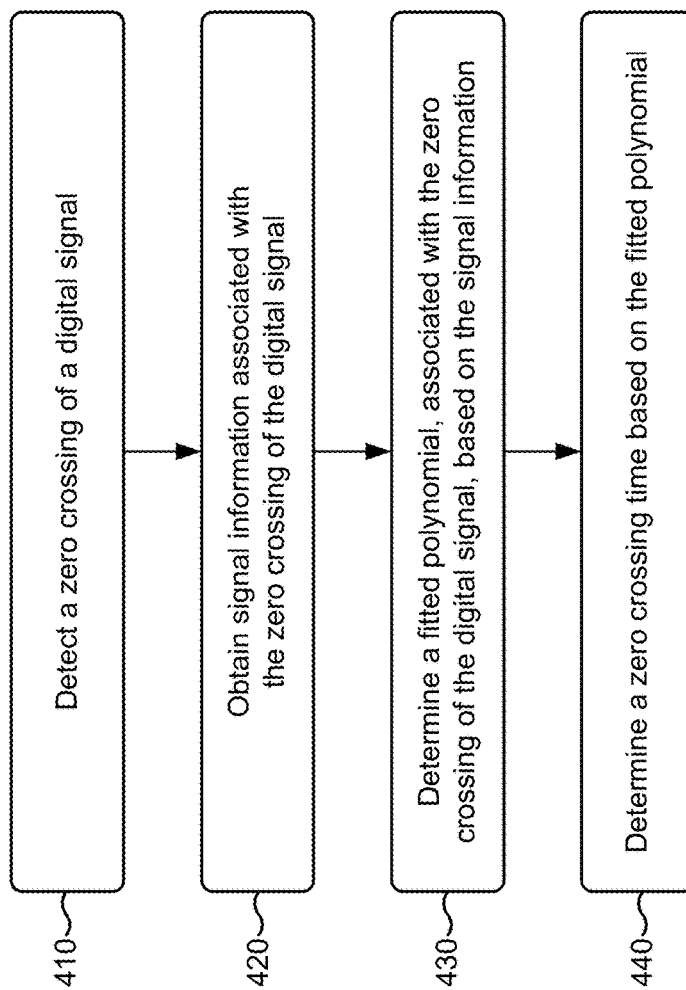 410
Detect a zero crossing of a digital signal
420
Obtain signal information associated with
the zero crossing of the digital signal
430
Determine a fitted polynomial, associated with the zero
crossing of the digital signal, based on the signal information
440
Determine a zero crossing time based on the fitted polynomial